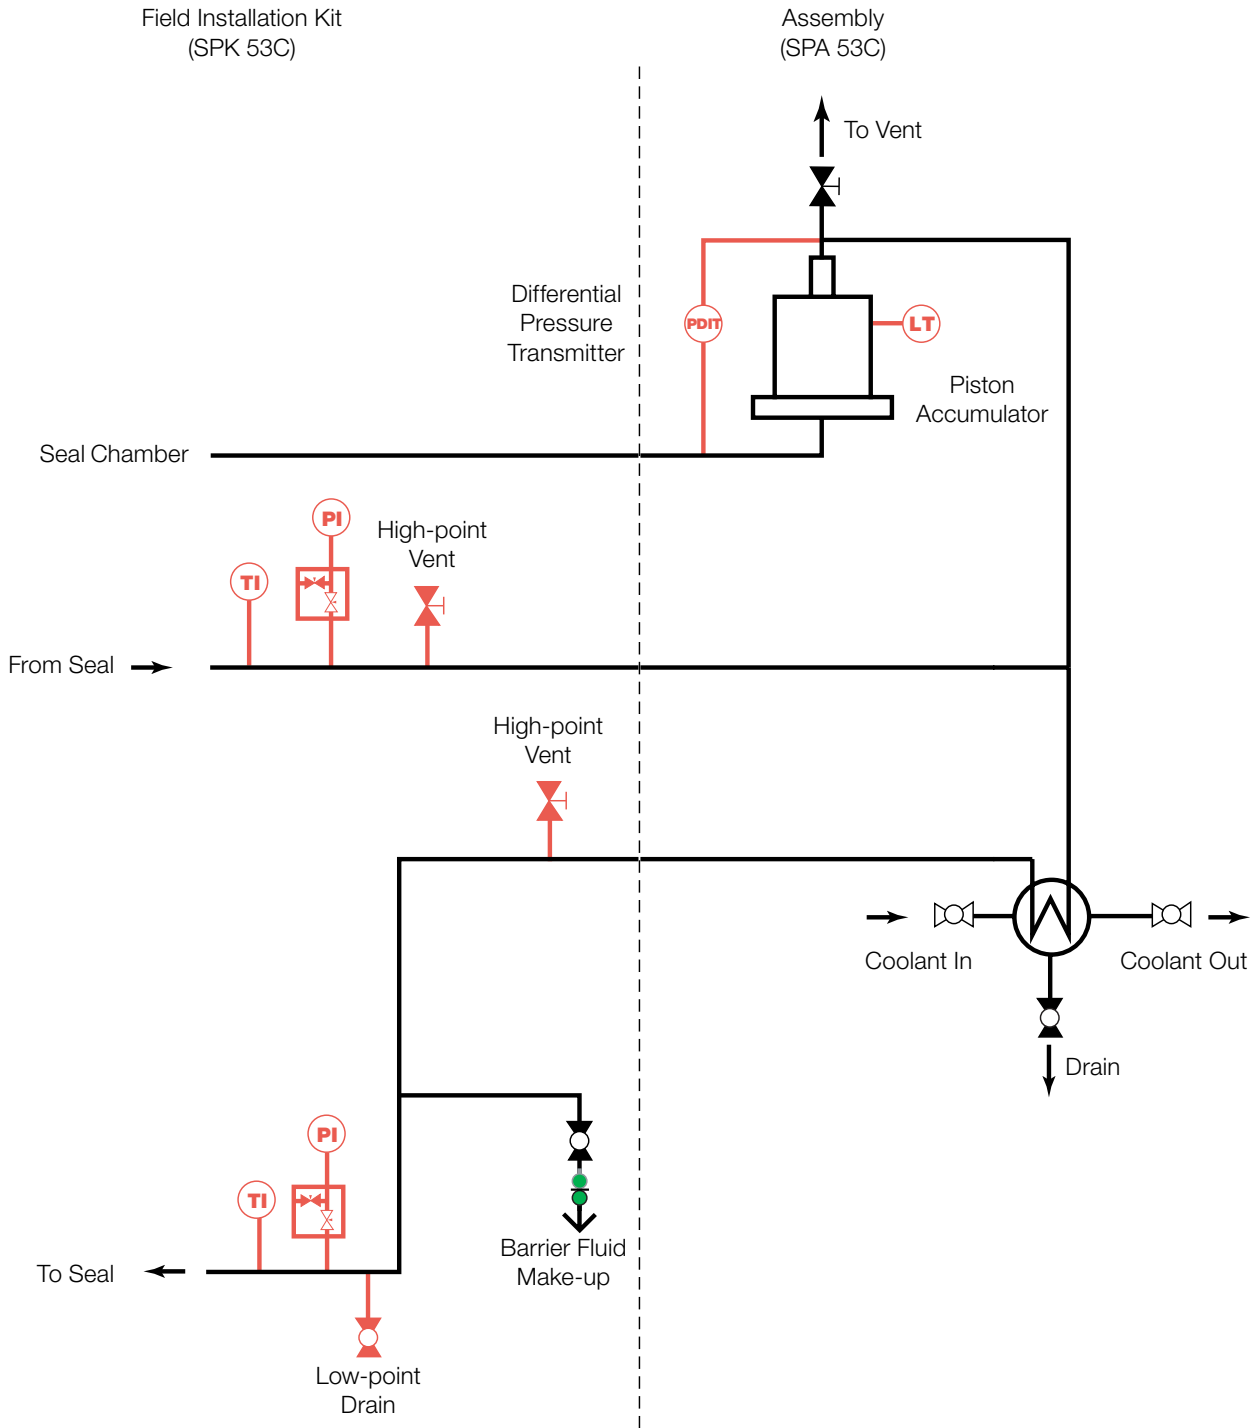 Field Installation Kit
(SPK 53C)
Assembly
(SPA 53C)
To Vent
Differential
Pressure
Transmitter
PDIT
LT
Piston
Accumulator
Seal Chamber
PI
High-point
Vent
TI
From Seal
High-point
Vent
Coolant In
Coolant Out
Drain
PI
TI
Barrier Fluid
Make-up
To Seal
Low-point
Drain